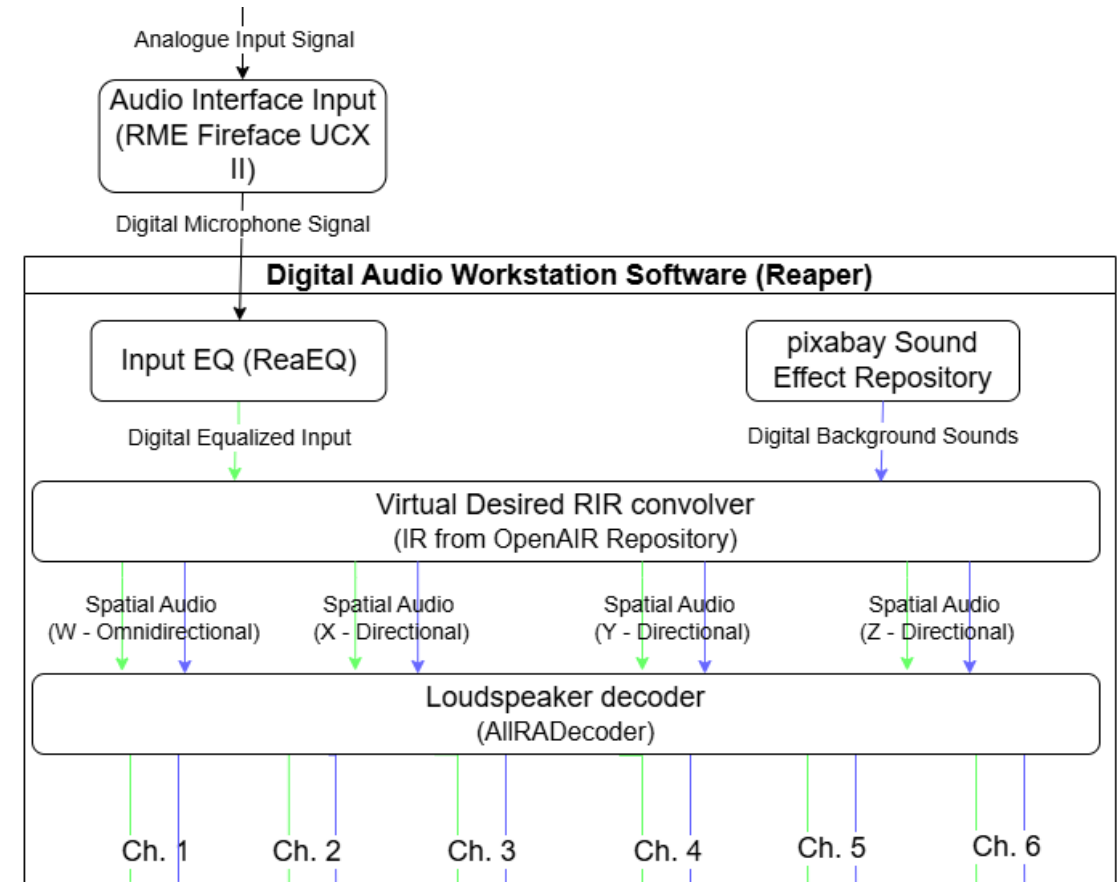 Analogue Input Signal
Audio Interface Input
(RME Fireface UCX
II)
Digital Microphone Signal
Digital Audio Workstation Software (Reaper)
Input EQ (ReaEQ)
pixabay Sound
Effect Repository
Digital Equalized Input
Digital Background Sounds
Virtual Desired RIR convolver
(IR from OpenAIR Repository)
Spatial Audio
(W - Omnidirectional)
Spatial Audio
(X - Directional)
Spatial Audio
(Y - Directional)
Spatial Audio
(Z - Directional)
Loudspeaker decoder
(AllRADecoder)
Ch. 1
Ch. 2
Ch. 3
Ch. 4
Ch. 5
Ch. 6